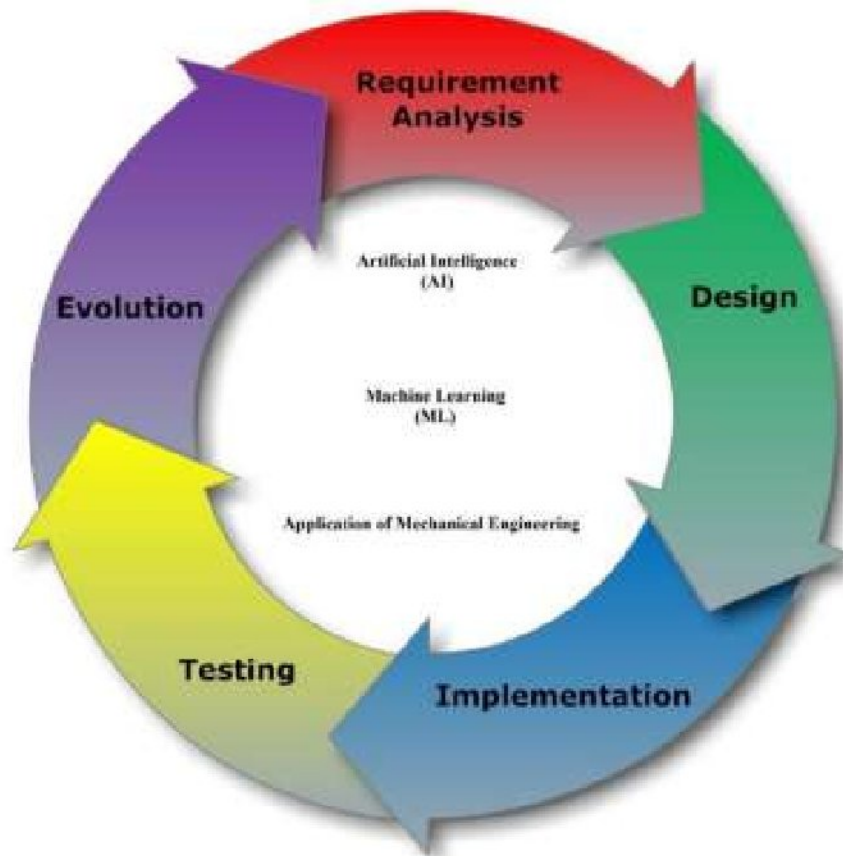 Requirement
Analysis
Design
Implementation
Testing
Evolution
Artificial Intelligence
(AI)
Machine Learning
(ML)
Application of Mechanical Engineering